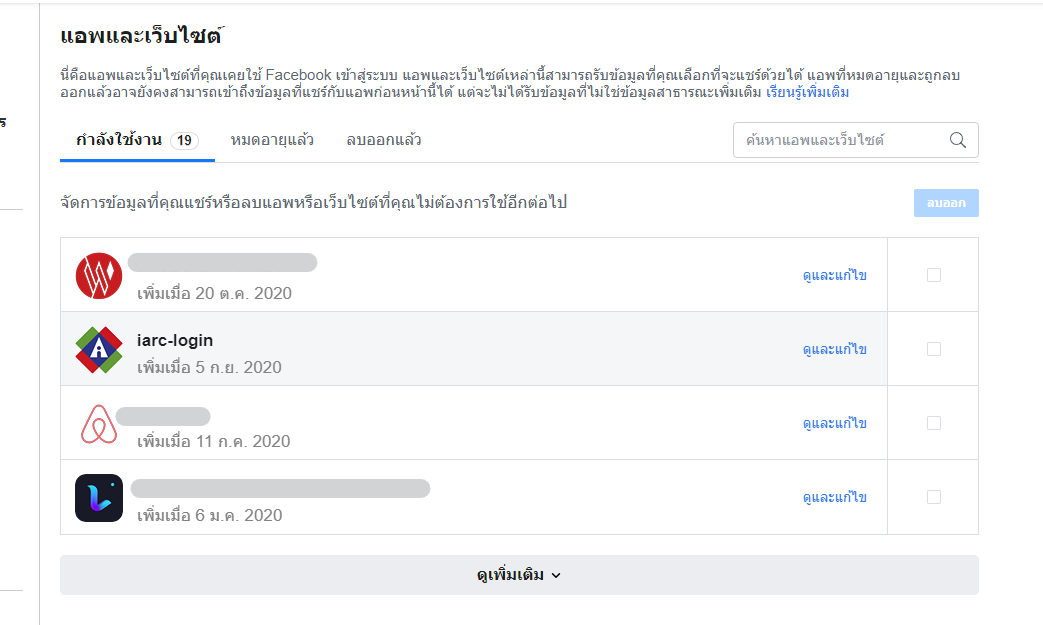 แอพและเว็บไซต์
นี่คือแอพและเว็บไซต์ที่คุณเคยใช้ Facebook เข้าสู่ระบบ แอพและเว็บไซต์เหล่านี้สามารถรับข้อมูลที่คุณเลือกที่จะแชร์ด้วยได้ แอพที่หมดอายุและถูกลบ
ออกแล้วอาจยังคงสามารถเข้าถึงข้อมูลที่แชร์กับแอพก่อนหน้านี้ได้ แต่จะไม่ได้รับข้อมูลที่ไม่ใช่ข้อมูลสาธารณะเพิ่มเติม เรียนรู้เพิ่มเติม
ร
กำลังใช้งาน 19 หมดอายุแล้ว ลบออกแล้ว ค้นหาแอพและเว็บไซต์
จัดการข้อมูลที่คุณแชร์หรือลบแอพหรือเว็บไซต์ที่คุณไม่ต้องการใช้อีกต่อไป ลบออก
ดูและแก้ไข
เพิ่มเมื่อ 20 ต.ค. 2020
iarc-login
ดูและแก้ไข
เพิ่มเมื่อ 5 ก.ย. 2020
ดูและแก้ไข
เพิ่มเมื่อ 11 ก.ค. 2020
ดูและแก้ไข
เพิ่มเมื่อ 6 ม.ค. 2020
ดูเพิ่มเติม